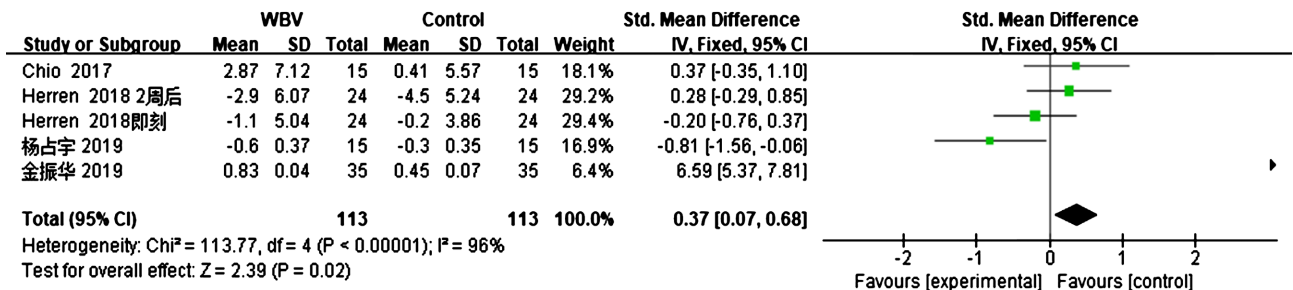 WBV Control Std. Mean Difference Std. Mean Difference
Study or Subgroup Mean SD Total Mean SD Total Weight IV, Fixed, 95% CI IV, Fixed, 95% CI
Chio 2017 2.87 7.12 15 0.41 5.57 15 18.1% 0.37 [-0.35, 1.10]
Herren 2018 2周后 -2.9 6.07 24 -4.5 5.24 24 29.2% 0.28 [-0.29, 0.85]
Herren 2018即刻 -1.1 5.04 24 -0.2 3.86 24 29.4% -0.20 [-0.76, 0.37]
杨占宇 2019 -0.6 0.37 15 -0.3 0.35 15 16.9% -0.81 [-1.56, -0.06]
金振华 2019 0.83 0.04 35 0.45 0.07 35 6.4% 6.59 [5.37, 7.81]
Total (95% CI) 113 113 100.0% 0.37 [0.07, 0.68]
Heterogeneity: Chi² = 113.77, df = 4 (P < 0.00001); I² = 96%
Test for overall effect: Z = 2.39 (P = 0.02)
-2 -1 0 1 2
Favours [experimental] Favours [control]